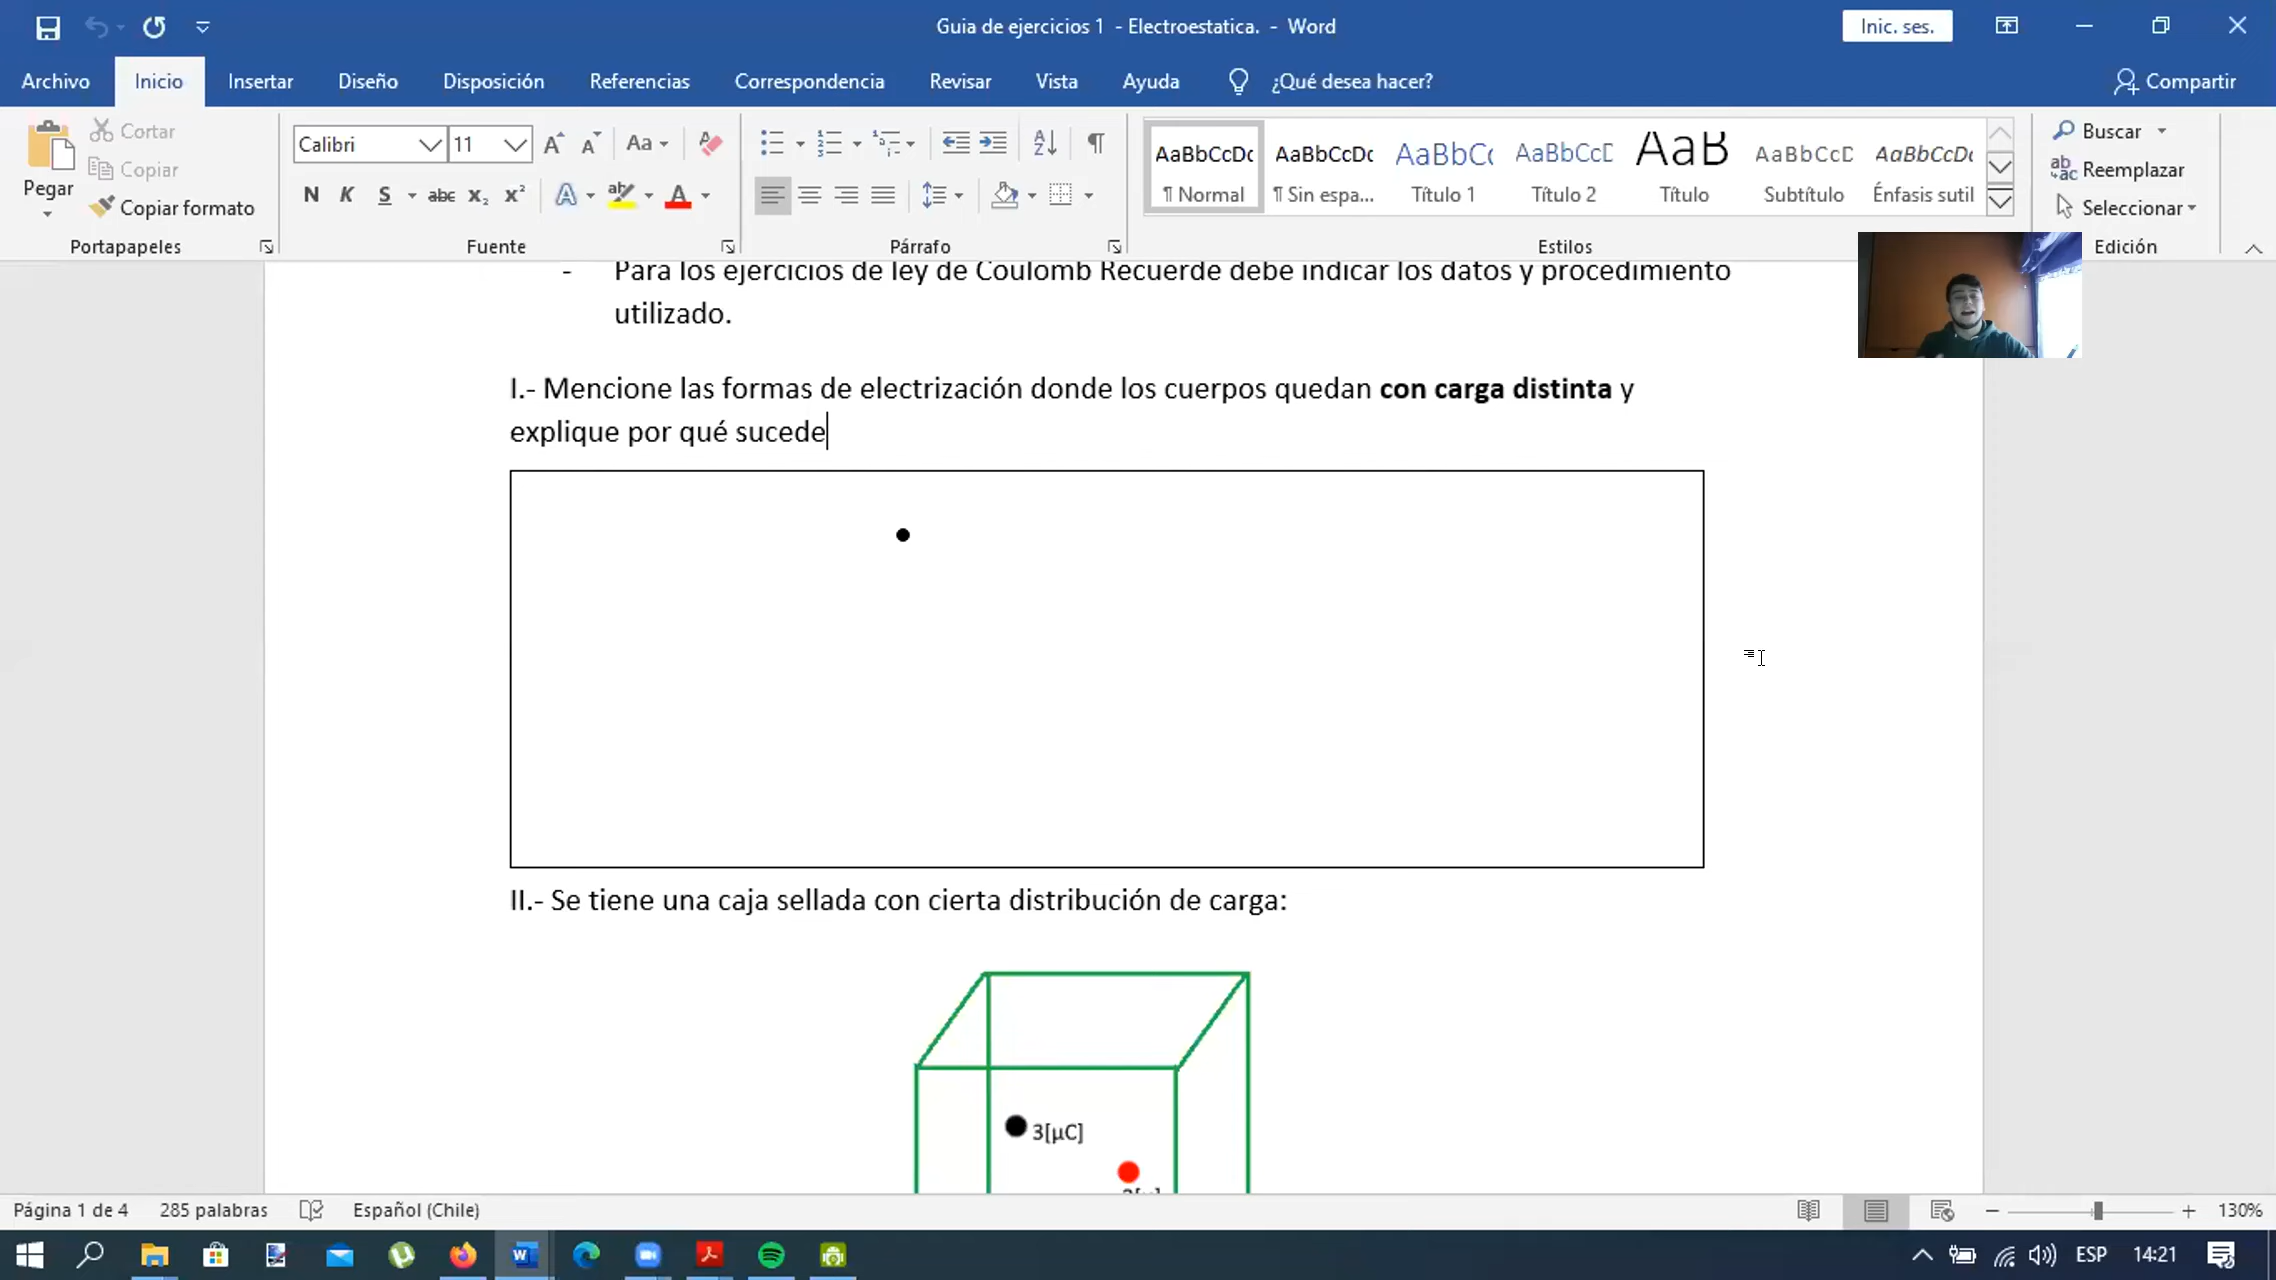 Guia de ejercicios 1 - Electroestatica. - Word
Inic. ses.
Archivo Inicio Insertar Diseño Disposición Referencias Correspondencia Revisar Vista Ayuda ¿Qué desea hacer? Compartir
Pegar
Cortar
Copiar
Copiar formato
Portapapeles
Calibri 11 Aa
N K S abc x₂ x² A ab A
Fuente
Párrafo
AaBbCcDc AaBbCcDc AaBbCc AaBbCcD AaB AaBbCcD AaBbCcDc
¶ Normal ¶ Sin espa... Título 1 Título 2 Título Subtítulo Énfasis sutil
Estilos
Buscar
Reemplazar
Seleccionar
Edición
- Para los ejercicios de ley de Coulomb Recuerde debe indicar los datos y procedimiento
utilizado.
I.- Mencione las formas de electrización donde los cuerpos quedan con carga distinta y
explique por qué sucede
II.- Se tiene una caja sellada con cierta distribución de carga:
3[μC]
Página 1 de 4 285 palabras Español (Chile) 130%
ESP 14:21